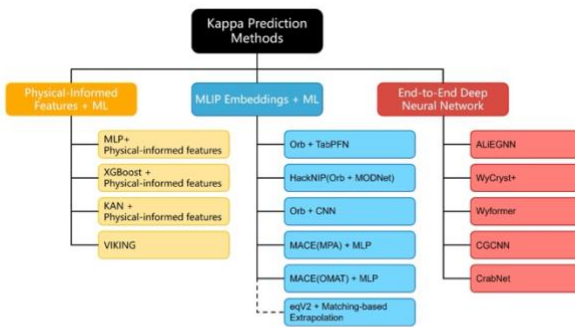 Kappa Prediction
Methods
Physical-Informed
Features + ML
MLIP Embeddings + ML
End-to-End Deep
Neural Network
MLP+
Physical-informed features
XGBoost +
Physical-informed features
KAN +
Physical-informed features
VIKING
Orb + TabPFN
HackNIP(Orb + MODNet)
Orb + CNN
MACE(MPA) + MLP
MACE(OMAT) + MLP
eqV2 + Matching-based
Extrapolation
ALiEGNN
WyCryst+
Wyformer
CGCNN
CrabNet